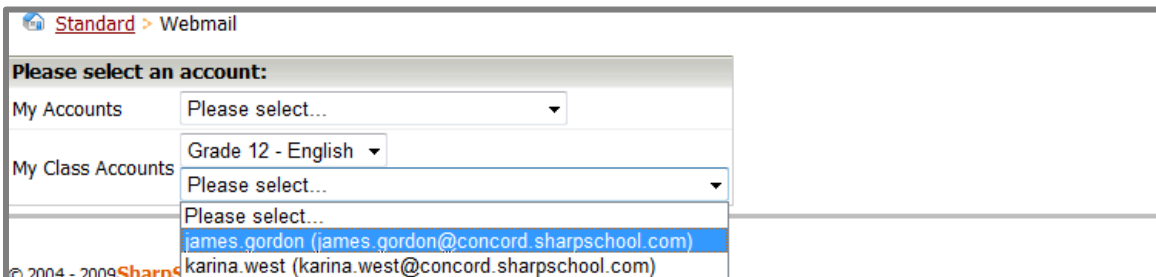 Standard > Webmail
Please select an account:
My Accounts Please select...
My Class Accounts Grade 12 - English
Please select...
Please select...
james.gordon (james.gordon@concord.sharpschool.com)
karina.west (karina.west@concord.sharpschool.com)
© 2004 - 2009